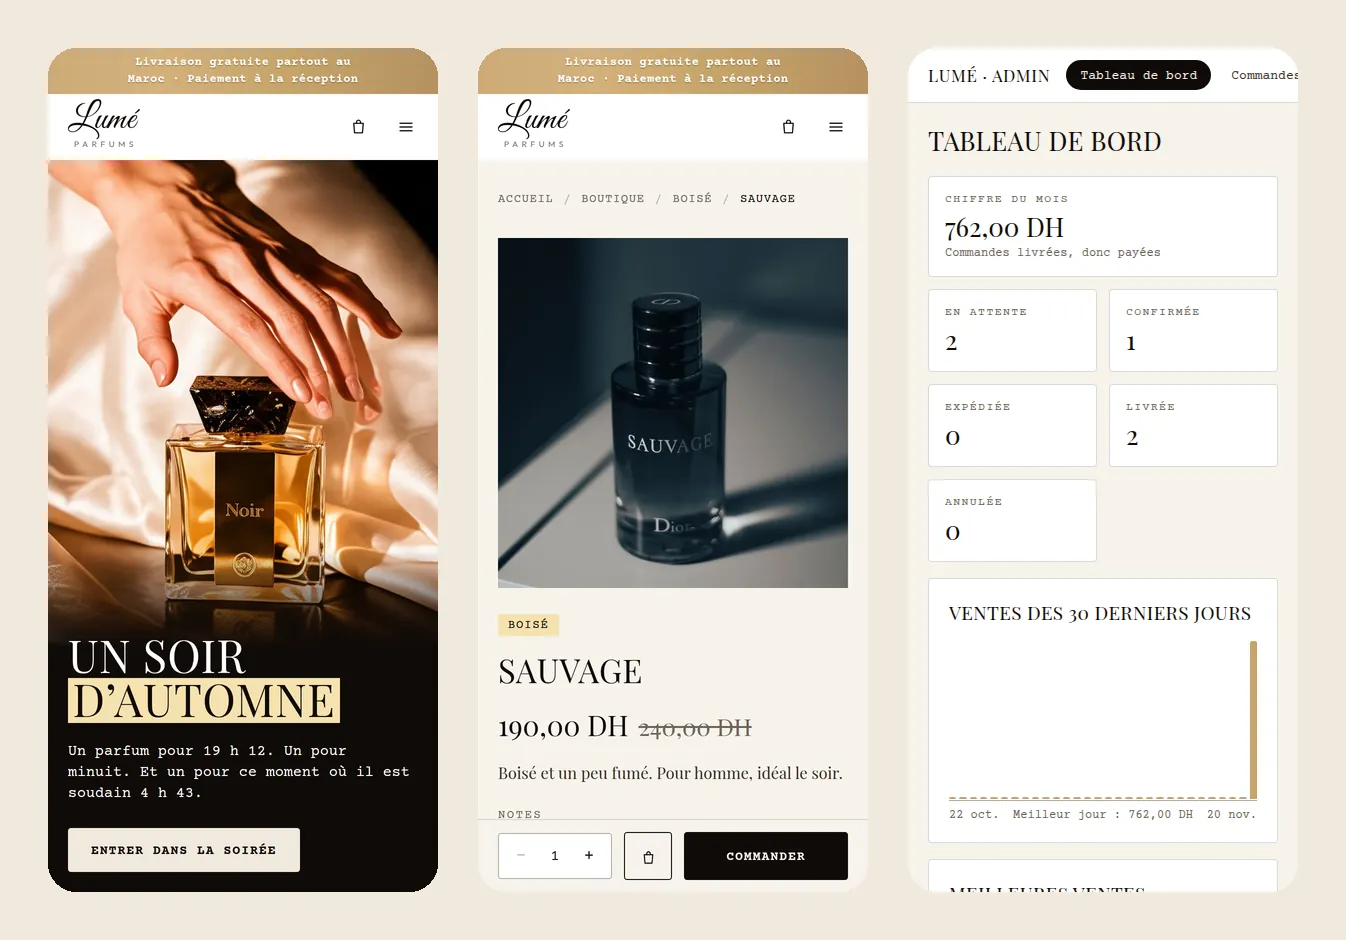 Livraison gratuite partout au
Maroc · Paiement à la réception
Lumé
PARFUMS
Noir
UN SOIR
D’AUTOMNE
Un parfum pour 19 h 12. Un pour
minuit. Et un pour ce moment où il est
soudain 4 h 43.
ENTRER DANS LA SOIRÉE
Livraison gratuite partout au
Maroc · Paiement à la réception
Lumé
PARFUMS
ACCUEIL / BOUTIQUE / BOISÉ / SAUVAGE
SAUVAGE
Dior
BOISÉ
SAUVAGE
190,00 DH 240,00 DH
Boisé et un peu fumé. Pour homme, idéal le soir.
NOTES
− 1 +
COMMANDER
LUMÉ · ADMIN Tableau de bord Commandes
TABLEAU DE BORD
CHIFFRE DU MOIS
762,00 DH
Commandes livrées, donc payées
EN ATTENTE
2
CONFIRMÉE
1
EXPÉDIÉE
0
LIVRÉE
2
ANNULÉE
0
VENTES DES 30 DERNIERS JOURS
22 oct. Meilleur jour : 762,00 DH 20 nov.
MEILLEURES VENTES